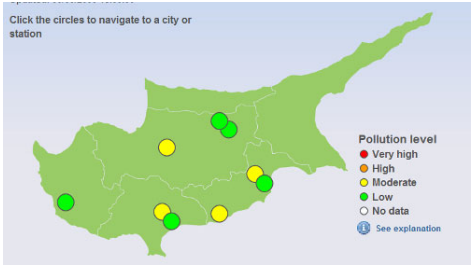 Click the circles to navigate to a city or
station
Pollution level
Very high
High
Moderate
Low
No data
See explanation